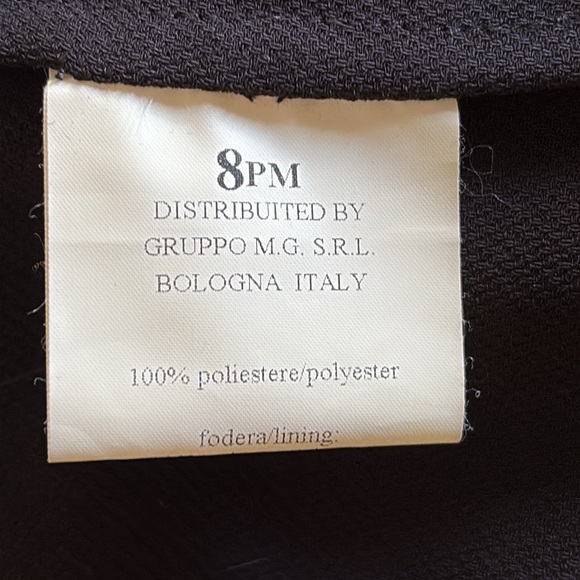 8PM
DISTRIBUITED BY
GRUPPO M.G. S.R.L.
BOLOGNA ITALY
100% poliestere/polyester
fodera/lining: